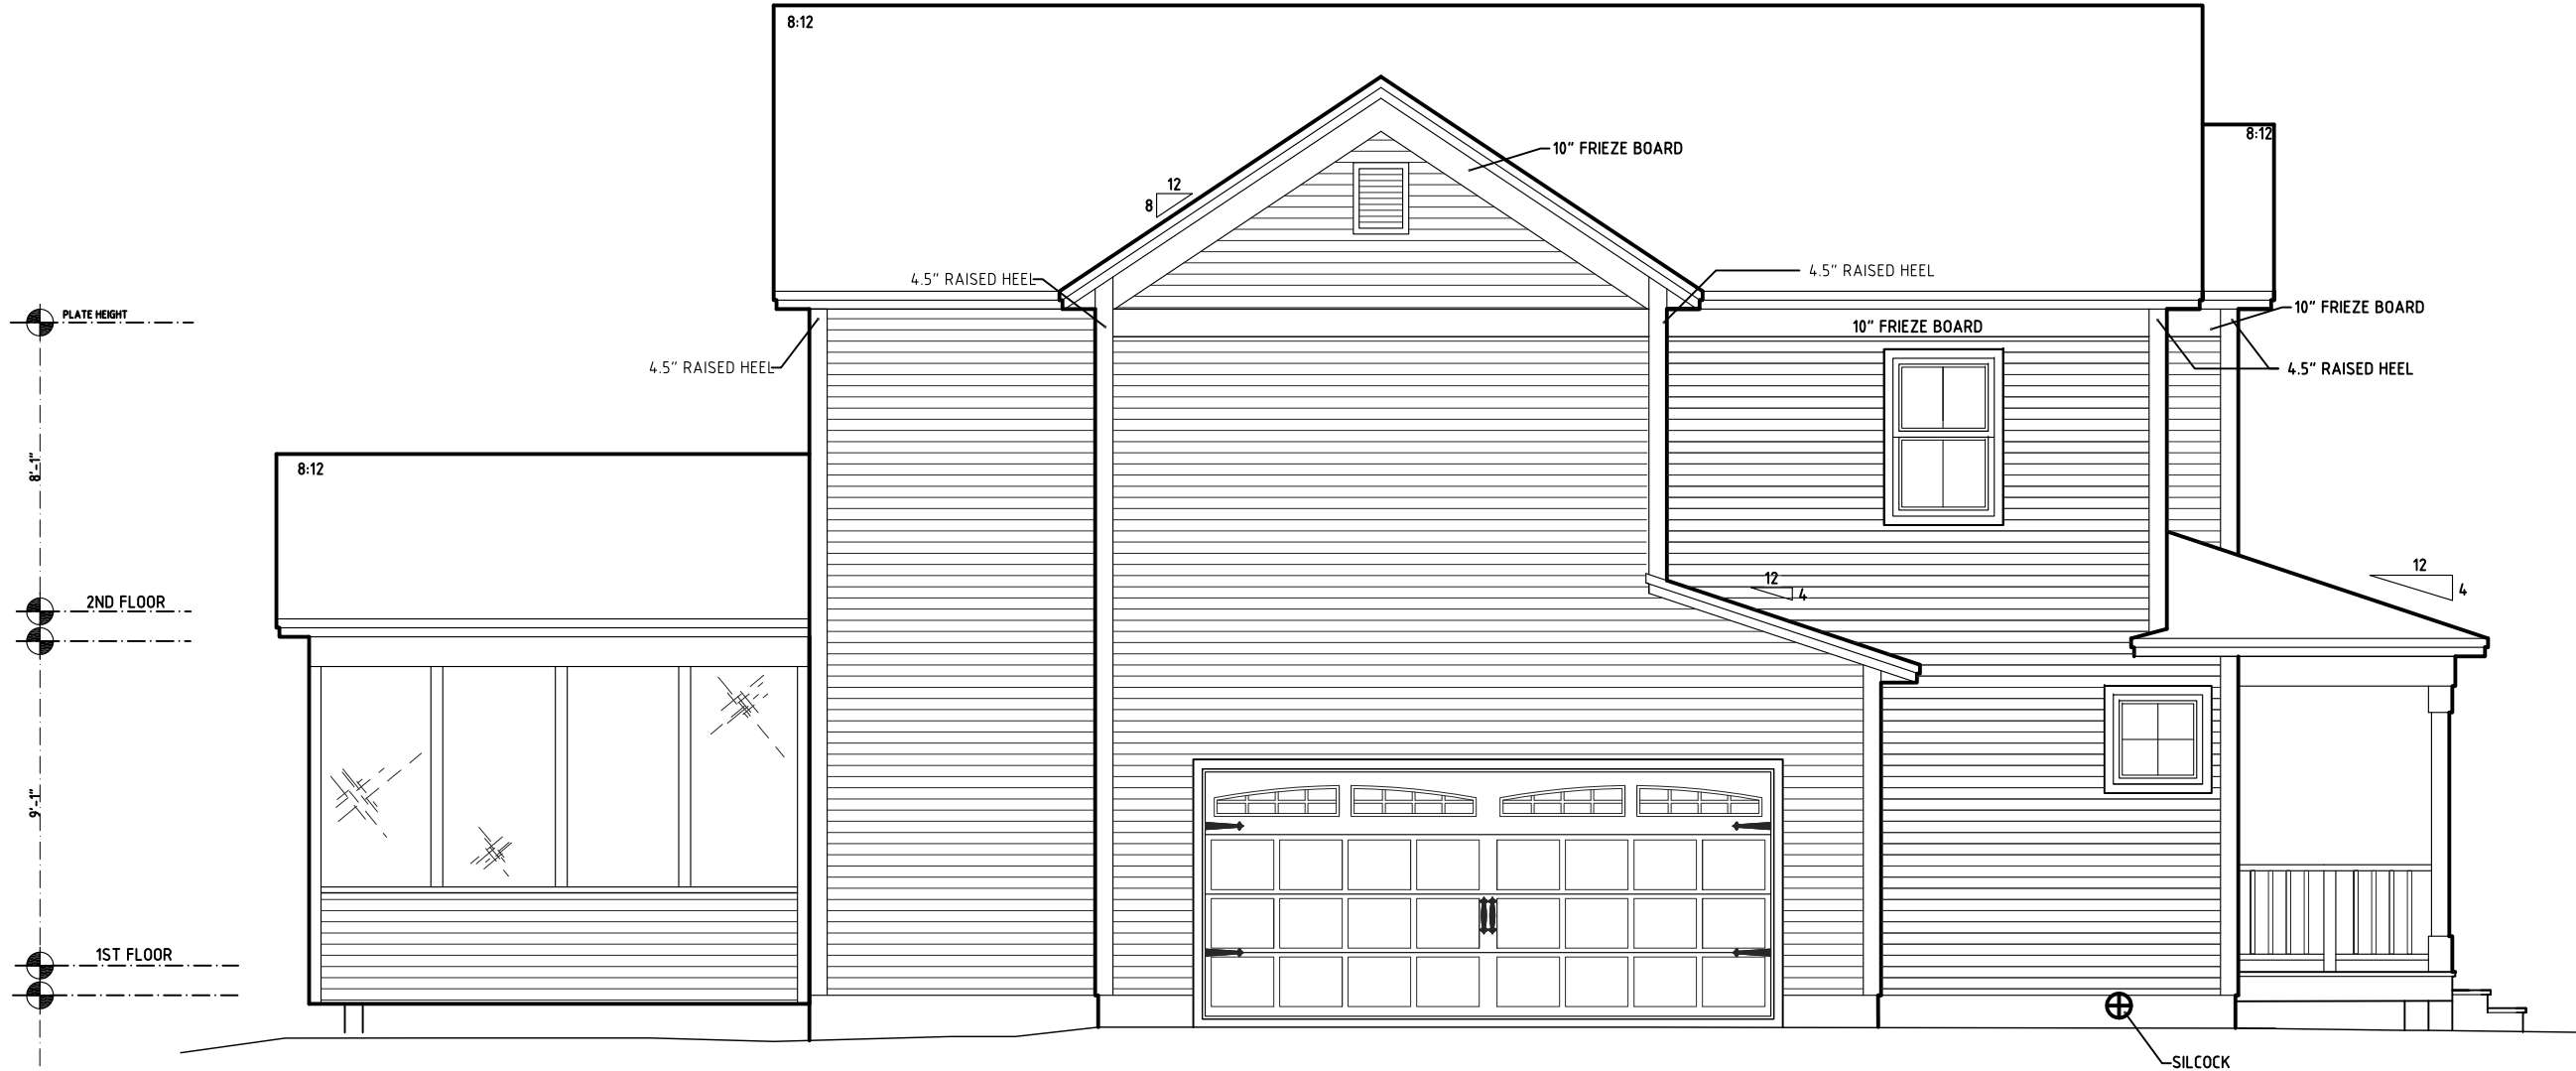 8:12
8:12
10" FRIEZE BOARD
12
8
4.5" RAISED HEEL
4.5" RAISED HEEL
PLATE HEIGHT
10" FRIEZE BOARD
10" FRIEZE BOARD
4.5" RAISED HEEL
4.5" RAISED HEEL
8'-1"
8:12
12
4
12
4
2ND FLOOR
9'-1"
1ST FLOOR
SILCOCK